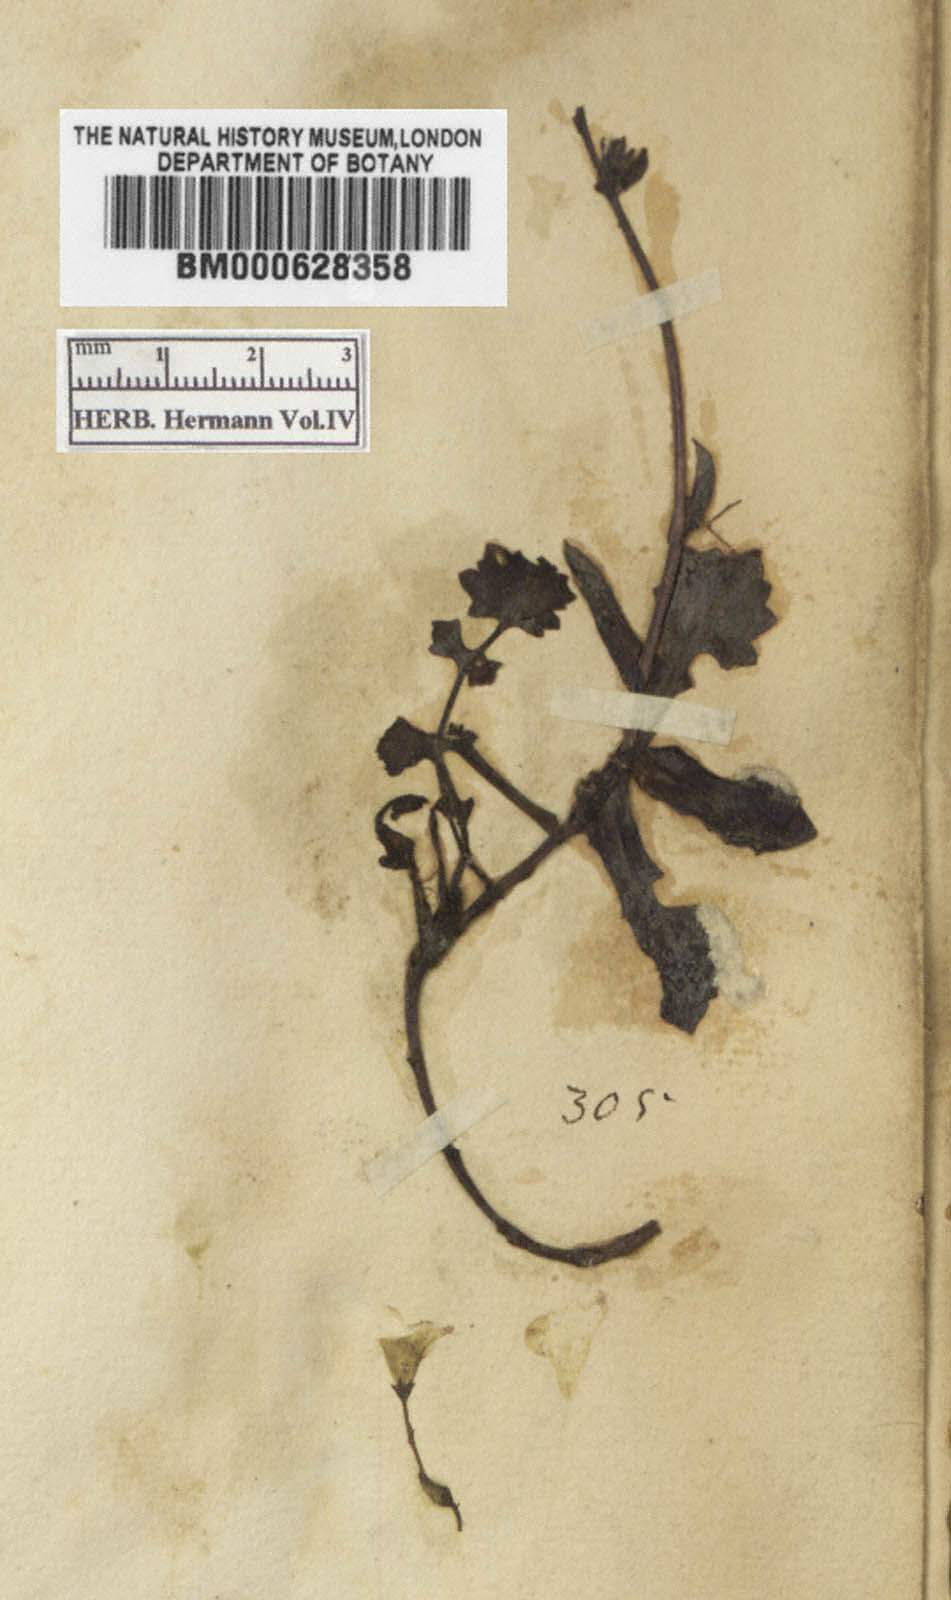 THE NATURAL HISTORY MUSEUM, LONDON
DEPARTMENT OF BOTANY
BM000628358
mm 1 2 3
HERB. Hermann Vol.IV
305.